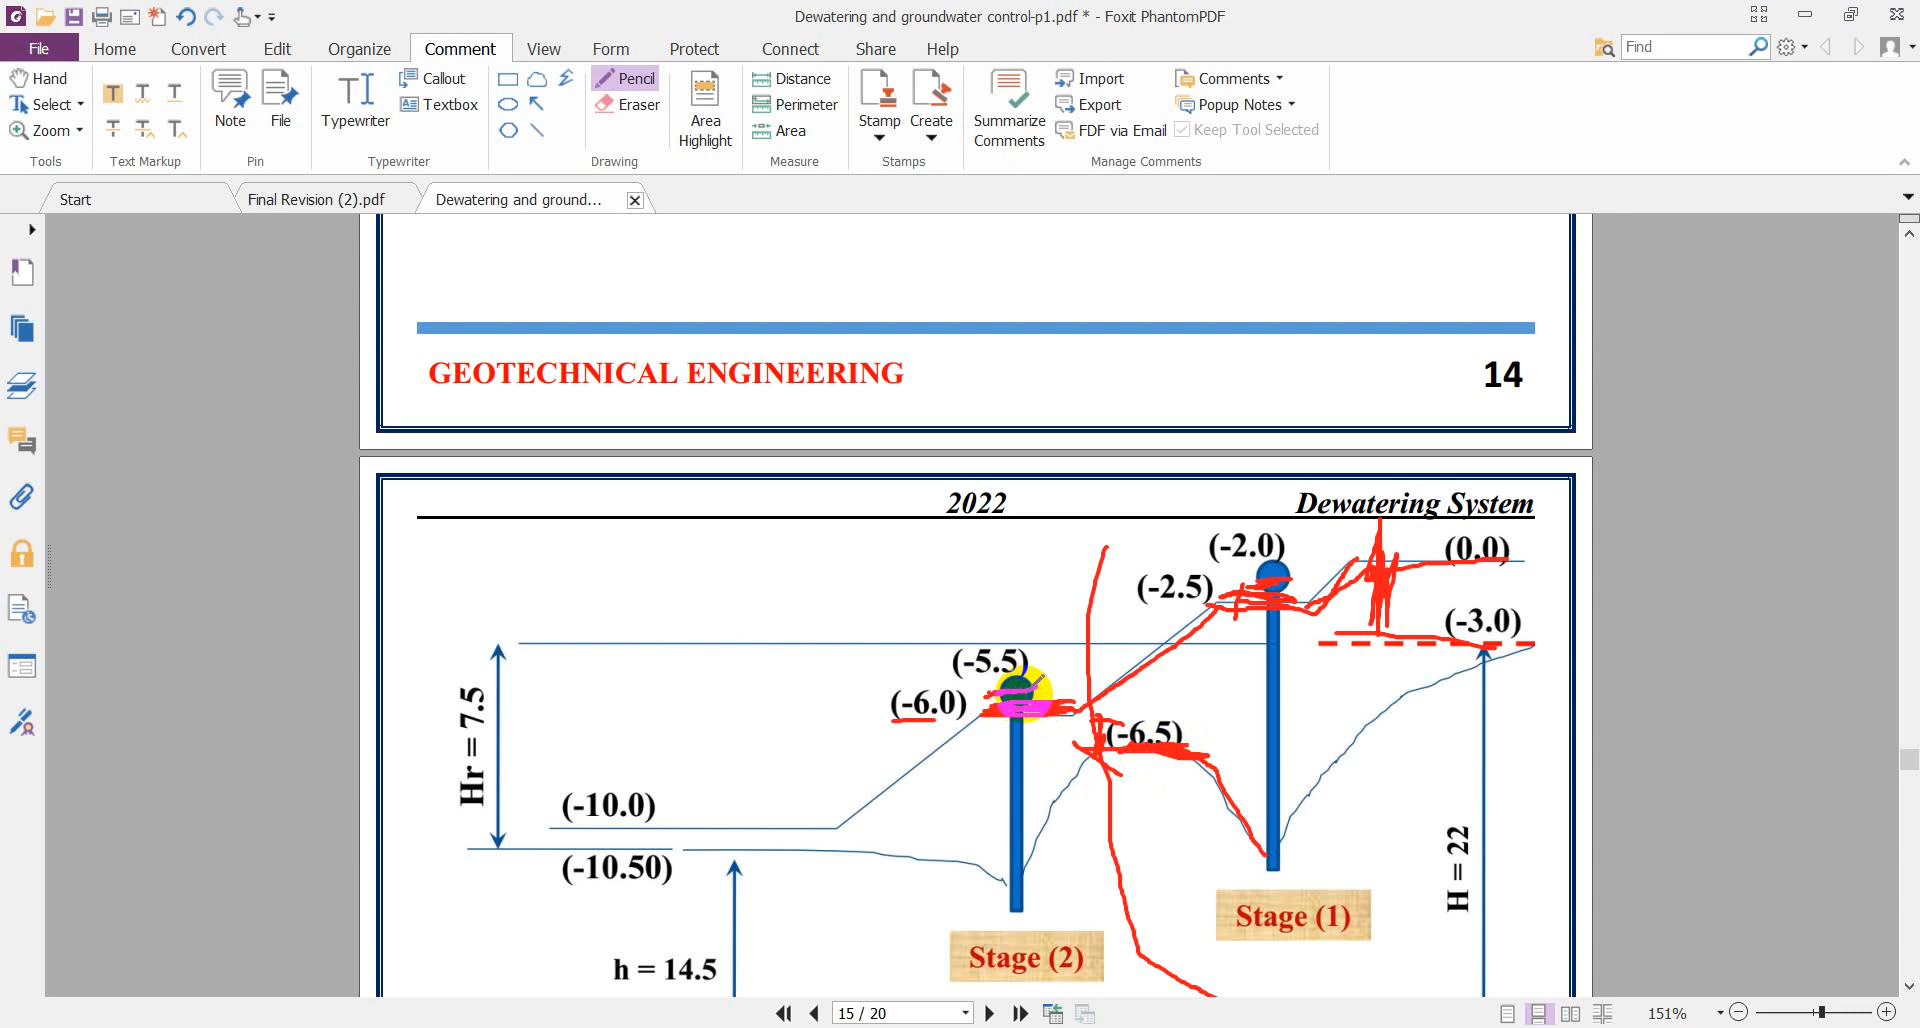 Dewatering and groundwater control-p1.pdf * - Foxit PhantomPDF
File Home Convert Edit Organize Comment View Form Protect Connect Share Help
Find
Hand
Select
Zoom
Tools
Text Markup
Note
File
Pin
Typewriter
Callout
Textbox
Typewriter
Pencil
Eraser
Drawing
Area Highlight
Distance
Perimeter
Area
Measure
Stamp
Create
Stamps
Summarize Comments
Import
Export
FDF via Email
Comments
Popup Notes
Keep Tool Selected
Manage Comments
Start
Final Revision (2).pdf
Dewatering and ground...
GEOTECHNICAL ENGINEERING 14
2022 Dewatering System
(-2.0)
(0.0)
(-2.5)
(-3.0)
(-5.5)
(-6.0)
(-6.5)
Hr = 7.5
(-10.0)
(-10.50)
H = 22
Stage (1)
Stage (2)
h = 14.5
15 / 20
151%